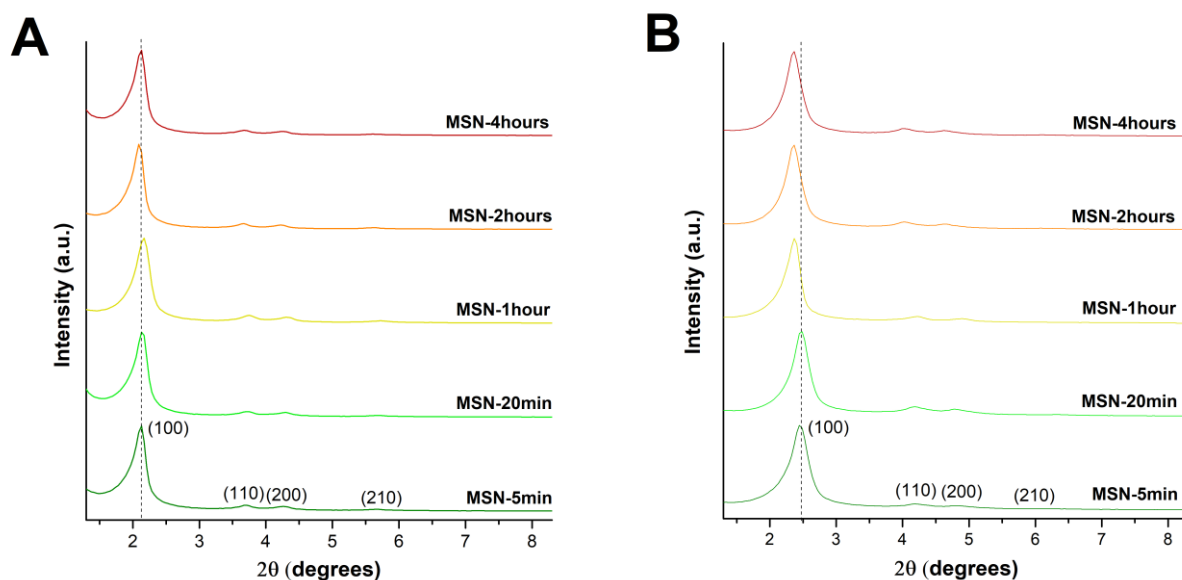 A
Intensity (a.u.)
MSN-4hours
MSN-2hours
MSN-1hour
MSN-20min
(100)
(110) (200) (210) MSN-5min
2 3 4 5 6 7 8
2θ (degrees)
B
Intensity (a.u.)
MSN-4hours
MSN-2hours
MSN-1hour
MSN-20min
(100)
(110) (200) (210) MSN-5min
2 3 4 5 6 7 8
2θ (degrees)